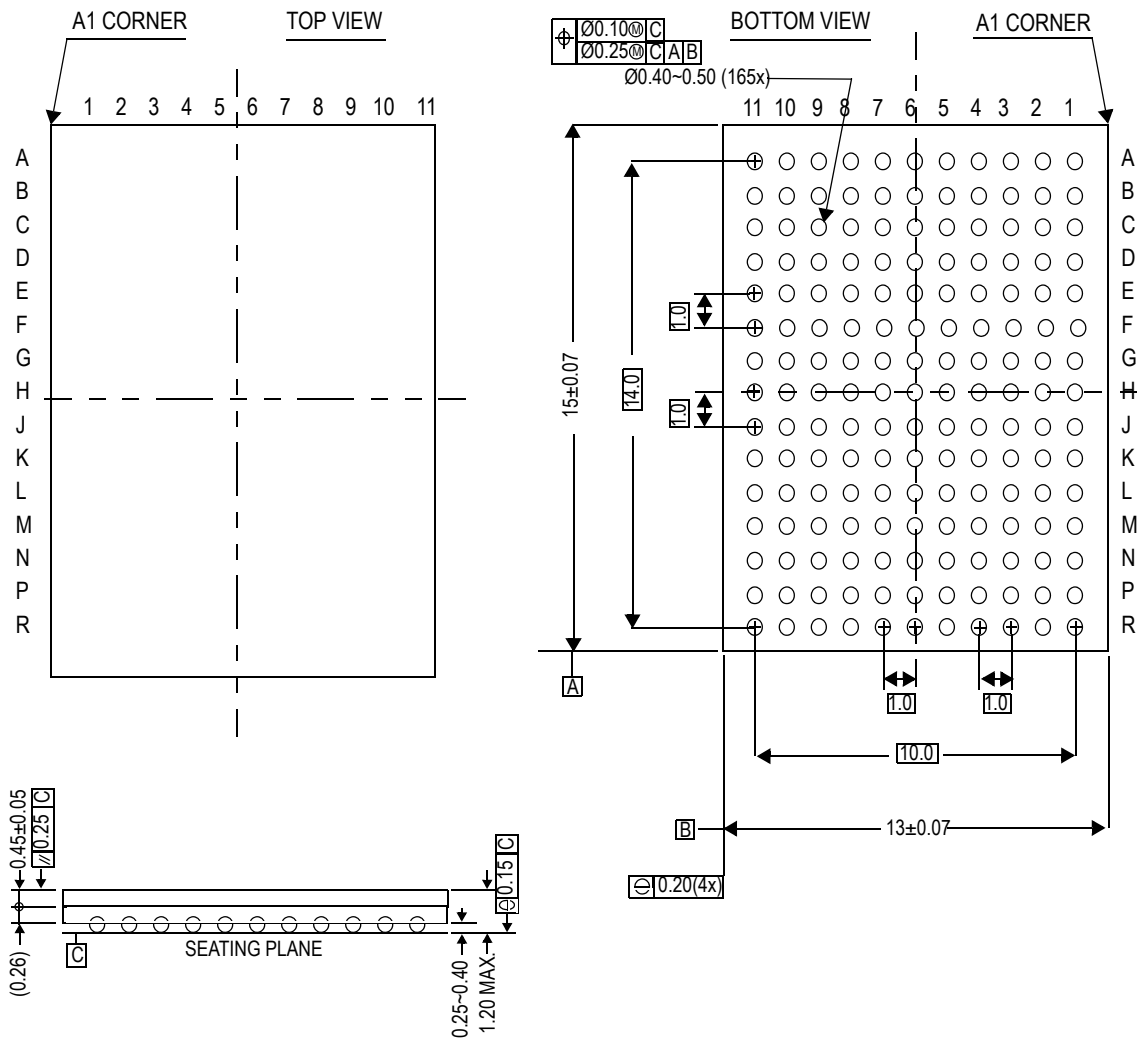 A1 CORNER
TOP VIEW
1 2 3 4 5 6 7 8 9 10 11
A
B
C
D
E
F
G
H
J
K
L
M
N
P
R
Ø0.10Ⓜ C
Ø0.25Ⓜ C A B
BOTTOM VIEW
A1 CORNER
Ø0.40~0.50 (165x)
11 10 9 8 7 6 5 4 3 2 1
A
B
C
D
E
F
G
H
J
K
L
M
N
P
R
15±0.07
14.0
1.0
1.0
A
1.0
1.0
10.0
B
13±0.07
0.20(4x)
0.45±0.05
// 0.25 C
(0.26)
C
SEATING PLANE
0.15 C
0.25~0.40
1.20 MAX.